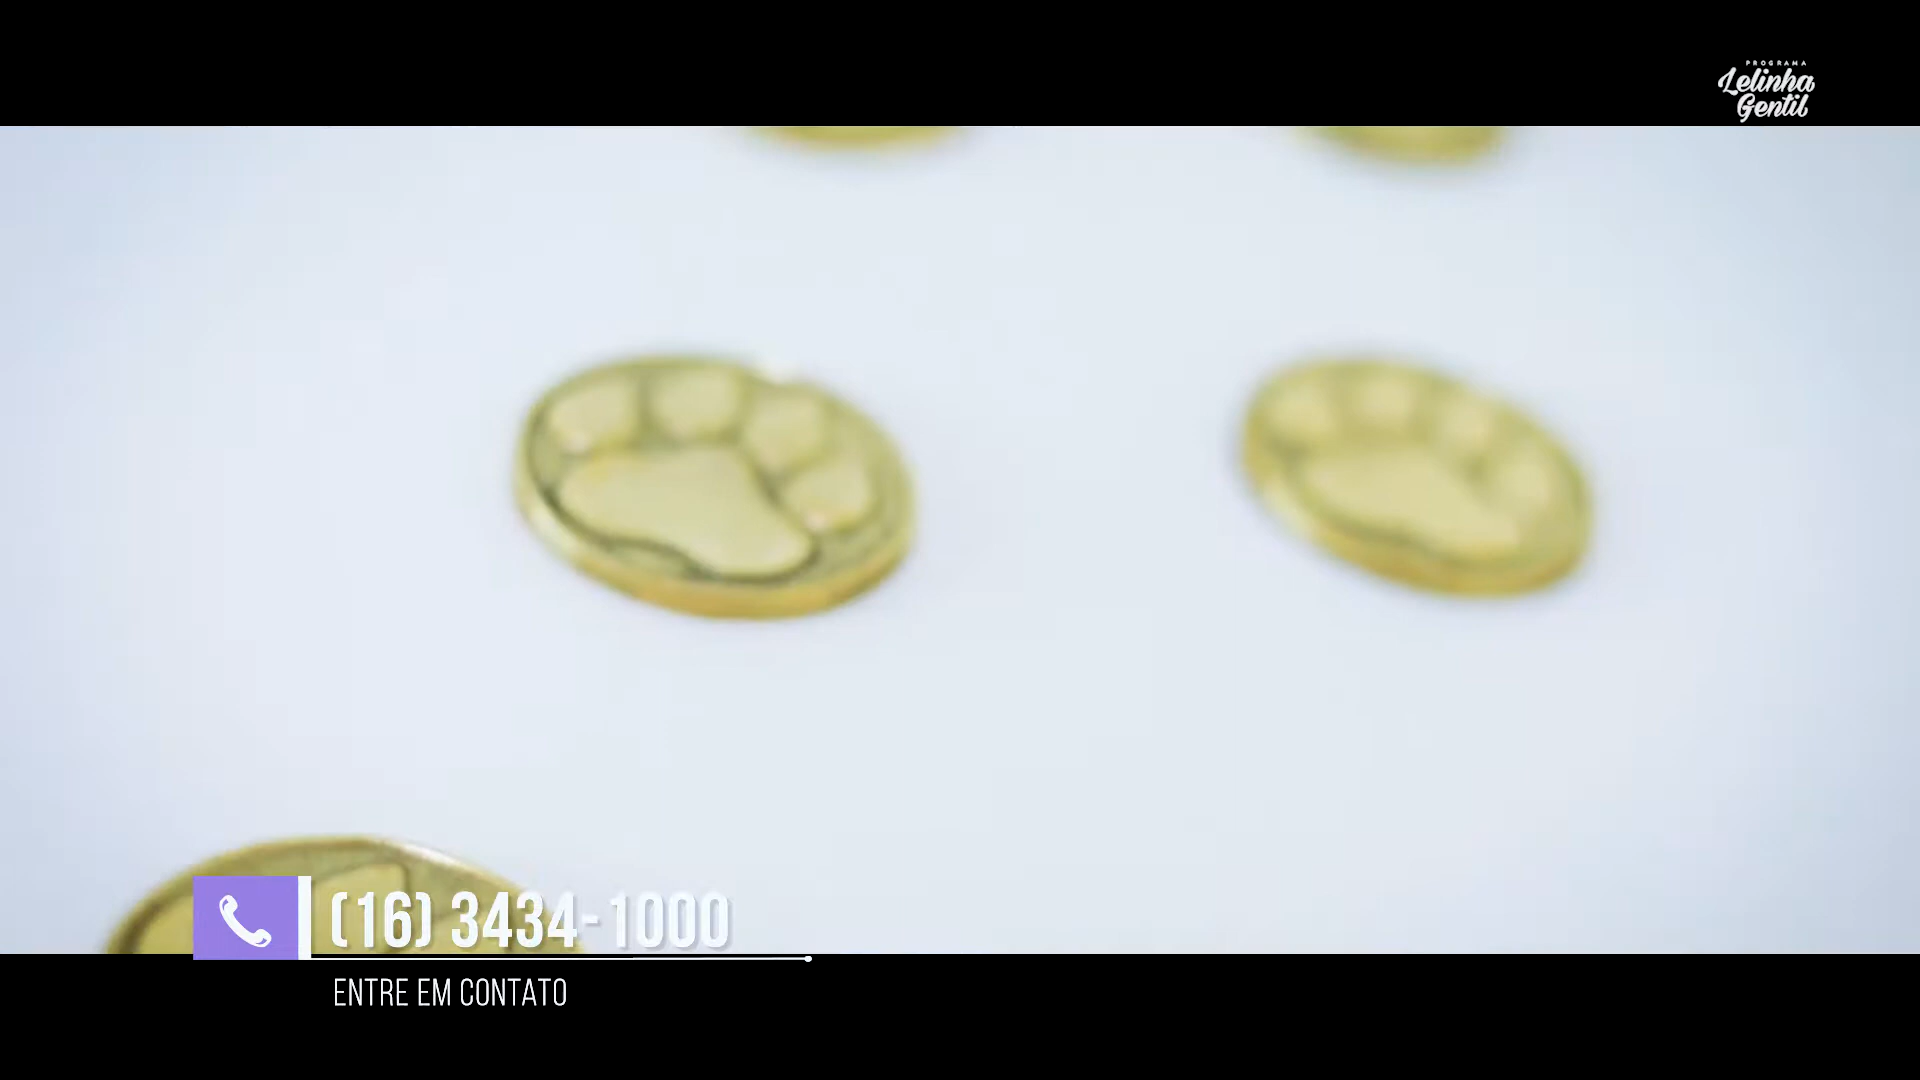 PROGRAMA
Lelinha
Gentil
(16) 3434-1000
ENTRE EM CONTATO